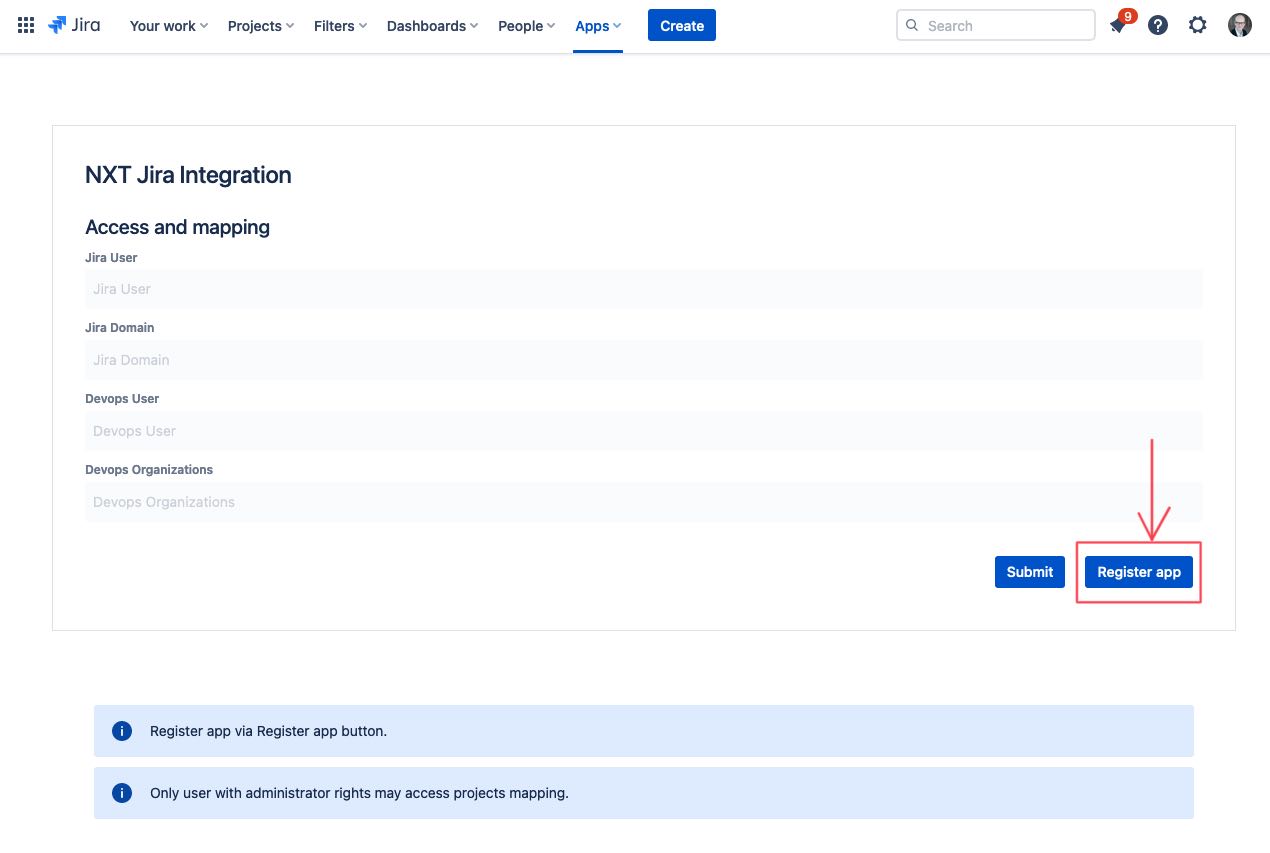 Jira Your work Projects Filters Dashboards People Apps Create Search 9
NXT Jira Integration
Access and mapping
Jira User
Jira User
Jira Domain
Jira Domain
Devops User
Devops User
Devops Organizations
Devops Organizations
Submit Register app
Register app via Register app button.
Only user with administrator rights may access projects mapping.